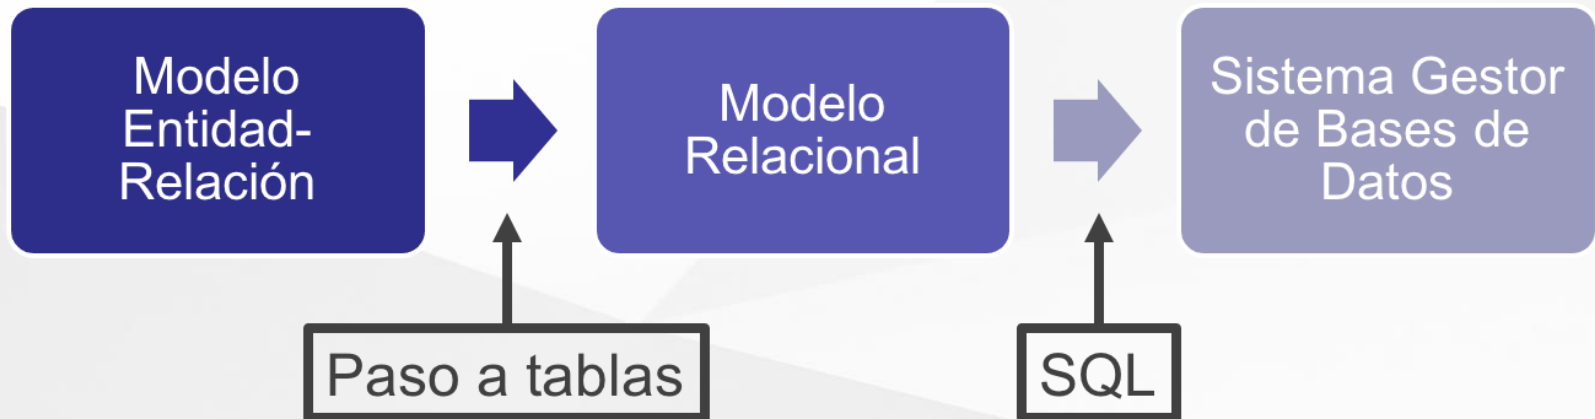 Modelo
Entidad-
Relación
Modelo
Relacional
Sistema Gestor
de Bases de
Datos
Paso a tablas
SQL